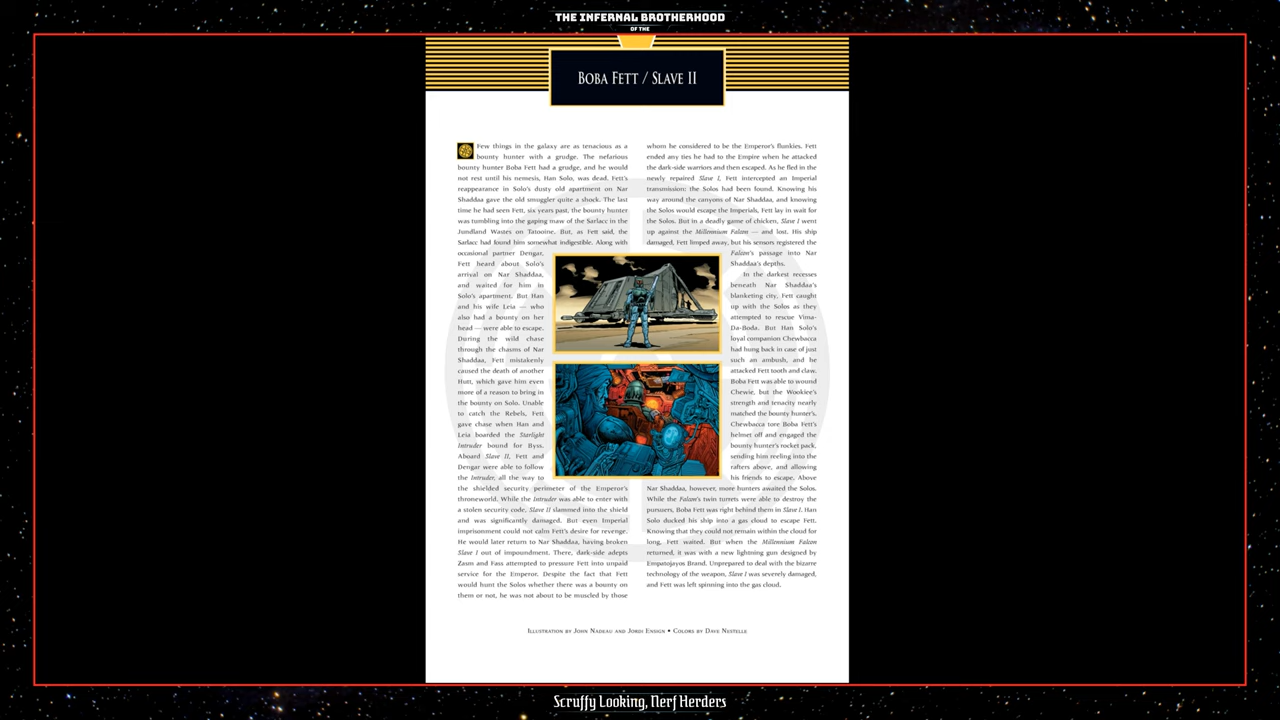 THE INFERNAL BROTHERHOOD
OF THE
BOBA FETT / SLAVE II
Few things in the galaxy are as tenacious as a
bounty hunter with a grudge. The nefarious
bounty hunter Boba Fett had a grudge, and he would
not rest until his nemesis, Han Solo, was dead. Fett's
reappearance in Solo's dusty old apartment on Nar
Shaddaa gave the old smuggler quite a shock. The last
time he had seen Fett, six years past, the bounty hunter
was tumbling into the gaping maw of the Sarlacc in the
Jundland Wastes on Tatooine. But, as Fett said, the
Sarlacc had found him somewhat indigestible. Along with
occasional partner Dengar,
Fett heard about Solo's
arrival on Nar Shaddaa,
and waited for him in
Solo's apartment. But Han
and his wife Leia — who
also had a bounty on her
head — were able to escape.
During the wild chase
through the chasms of Nar
Shaddaa, Fett mistakenly
caused the death of another
Hutt, which gave him even
more of a reason to bring in
the bounty on Solo. Unable
to catch the Rebels, Fett
gave chase when Han and
Leia boarded the Starlight
Intruder bound for Byss.
Aboard Slave II, Fett and
Dengar were able to follow
the Intruder, all the way to
the shielded security perimeter of the Emperor's
throneworld. While the Intruder was able to enter with
a stolen security code, Slave II slammed into the shield
and was significantly damaged. But even Imperial
imprisonment could not calm Fett's desire for revenge.
He would later return to Nar Shaddaa, having broken
Slave I out of impoundment. There, dark-side adepts
Zaum and Fass attempted to pressure Fett into unpaid
service for the Emperor. Despite the fact that Fett
would hunt the Solos whether there was a bounty on
them or not, he was not about to be muscled by those
whom he considered to be the Emperor's flunkies. Fett
ended any ties he had to the Empire when he attacked
the dark-side warriors and then escaped. As he fled in the
newly repaired Slave I, Fett intercepted an Imperial
transmission: the Solos had been found. Knowing his
way around the canyons of Nar Shaddaa, and knowing
the Solos would escape the Imperials, Fett lay in wait for
the Solos. But in a deadly game of chicken, Slave I went
up against the Millennium Falcon — and lost. His ship
damaged, Fett limped away, but his sensors registered the
Falcon's passage into Nar
Shaddaa's depths.
In the darkest recesses
beneath Nar Shaddaa's
blanketing city, Fett caught
up with the Solos as they
attempted to rescue Vima-
Da-Boda. But Han Solo's
loyal companion Chewbacca
had hung back in case of just
such an ambush, and he
attacked Fett tooth and claw.
Boba Fett was able to wound
Chewie, but the Wookiee's
strength and tenacity nearly
matched the bounty hunter's.
Chewbacca tore Boba Fett's
helmet off and engaged the
bounty hunter's rocket pack,
sending him reeling into the
rafters above, and allowing
his friends to escape. Above
Nar Shaddaa, however, more hunters awaited the Solos.
While the Falcon's twin turrets were able to destroy the
pursuers, Boba Fett was right behind them in Slave I. Han
Solo ducked his ship into a gas cloud to escape Fett.
Knowing that they could not remain within the cloud for
long, Fett waited. But when the Millennium Falcon
returned, it was with a new lightning gun designed by
Empatojayos Brand. Unprepared to deal with the bizarre
technology of the weapon, Slave I was severely damaged,
and Fett was left spinning into the gas cloud.
ILLUSTRATION BY JOHN NADEAU AND JORDI ENSIGN • COLORS BY DAVE NESTELLE
Scruffy Looking, Nerf Herders